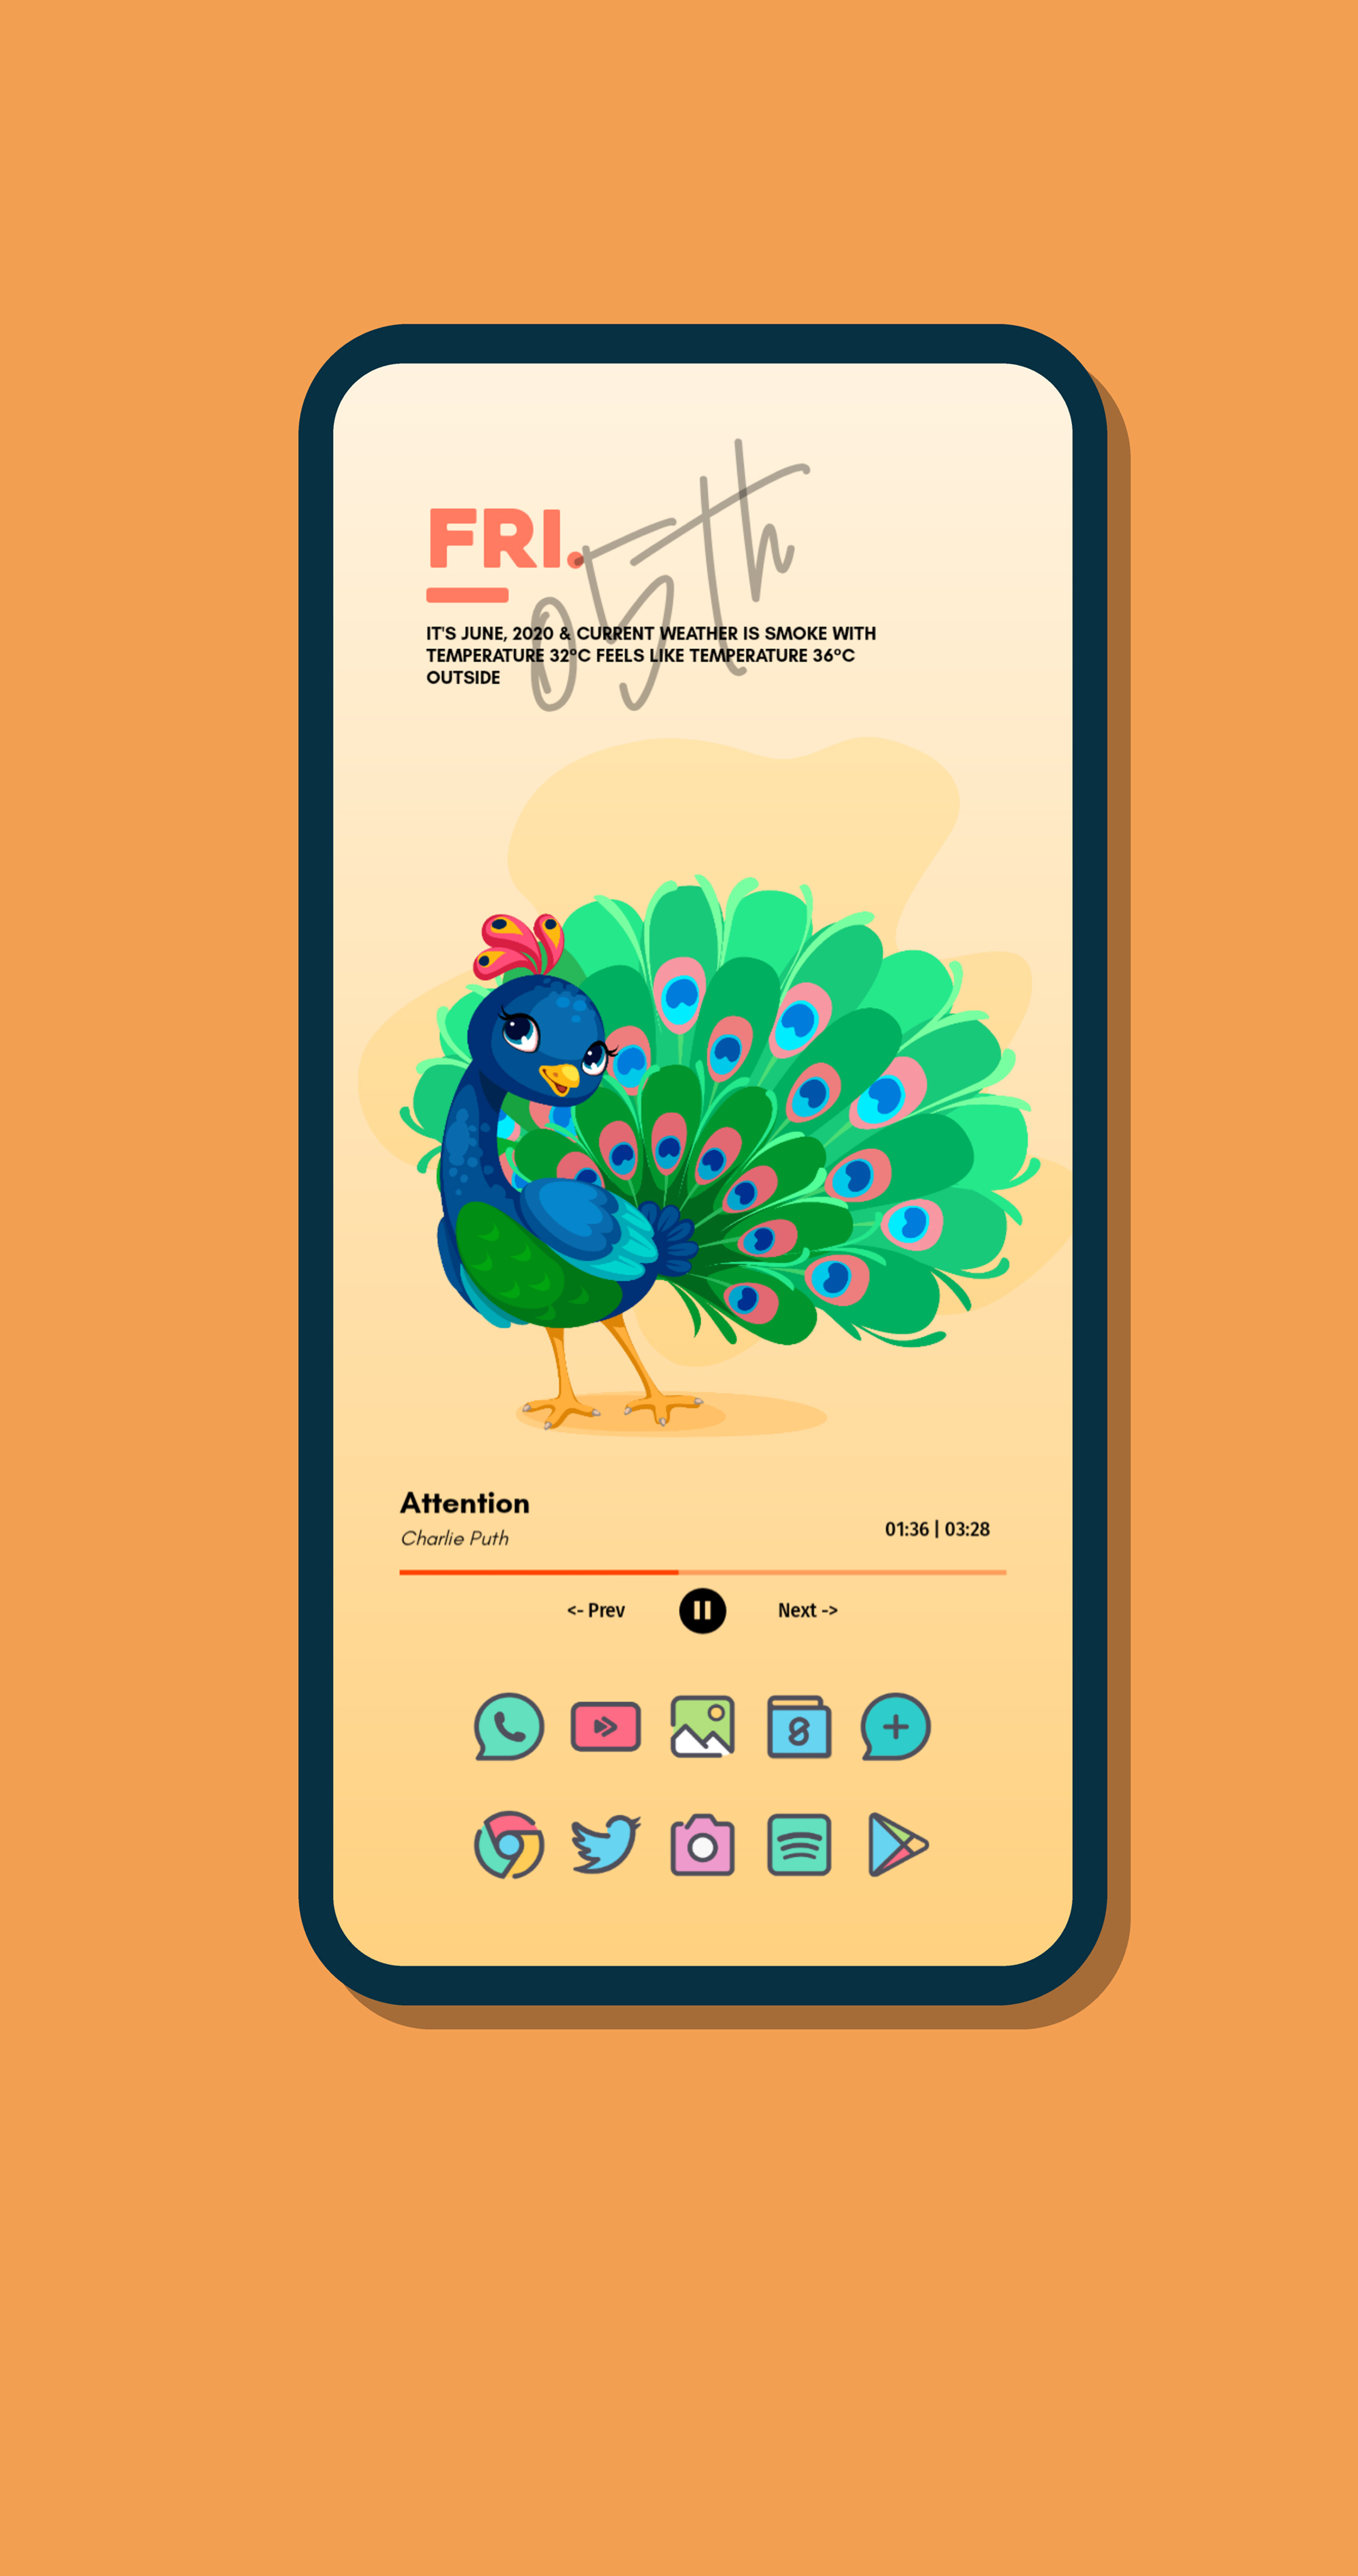 FRI.
05th
IT'S JUNE, 2020 & CURRENT WEATHER IS SMOKE WITH
TEMPERATURE 32°C FEELS LIKE TEMPERATURE 36°C
OUTSIDE
Attention
Charlie Puth
01:36 | 03:28
<- Prev
Next ->